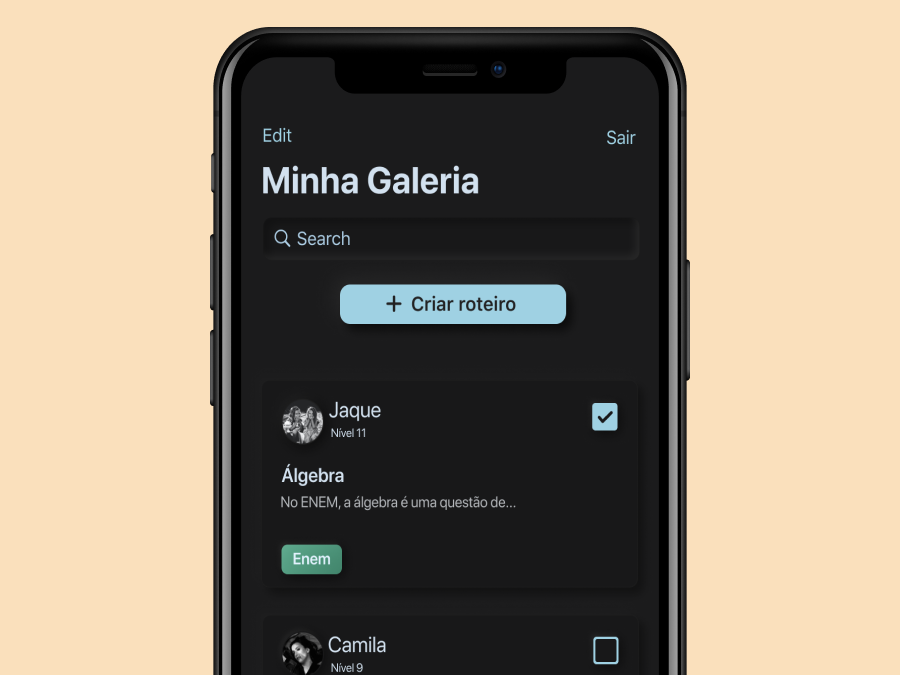 Edit
Sair
Minha Galeria
Search
+ Criar roteiro
Jaque
Nível 11
Álgebra
No ENEM, a álgebra é uma questão de...
Enem
Camila
Nível 9